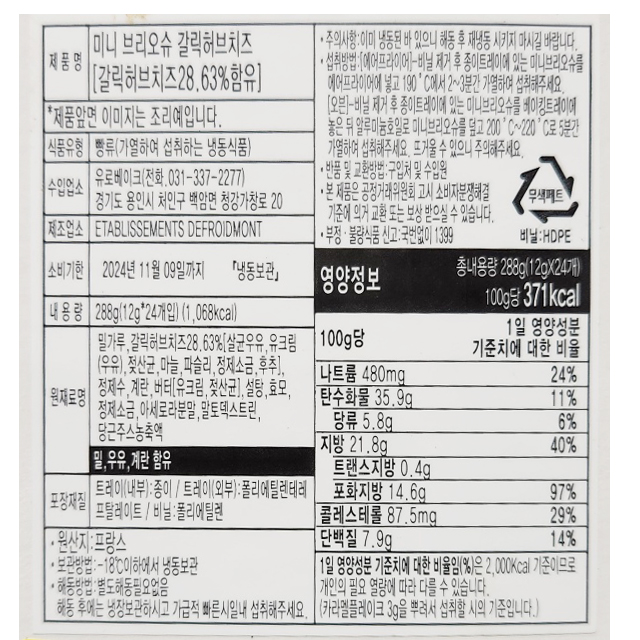 제품명
미니 브리오슈 갈릭허브치즈
[갈릭허브치즈28.63%함유]
*제품앞면 이미지는 조리예입니다.
식품유형
빵류(가열하여 섭취하는 냉동식품)
수입업소
유로베이크(전화.031-337-2277)
경기도 용인시 처인구 백암면 청강가창로 20
제조업소
ETABLISSEMENTS DEFROIDMONT
소비기한
2024년 11월 09일까지 『냉동보관』
내용량
288g(12g*24개입) (1,068kcal)
원재료명
밀가루,갈릭허브치즈28.63%[살균우유,유크림
(우유),젖산균,마늘,파슬리,정제소금,후추],
정제수,계란,버터[유크림,젖산균],설탕,효모,
정제소금,아세로라분말,말토덱스트린,
당근주스농축액
밀,우유,계란 함유
포장재질
트레이(내부):종이 / 트레이(외부):폴리에틸렌테레
프탈레이트 / 비닐:폴리에틸렌
·원산지:프랑스
·보관방법:-18℃이하에서 냉동보관
·해동방법:별도해동필요없음
해동 후에는 냉장보관하시고 가급적 빠른시일내 섭취해주세요.
·주의사항:이미 냉동된 바 있으니 해동 후 재냉동 시키지 마시길 바랍니다.
·섭취방법:[에어프라이어]-비닐 제거 후 종이트레이에 있는 미니브리오슈를
에어프라이어에 넣고 190˚C에서 2~3분간 가열하여 섭취해주세요.
[오븐]-비닐 제거 후 종이트레이에 있는 미니브리오슈를 베이킹트레이에
놓은 뒤 알루미늄호일로 미니브리오슈를 덮고 200˚C~220˚C로 5분간
가열하여 섭취해주세요. 뜨거울 수 있으니 주의해주세요.
·반품 및 교환방법:구입처 및 수입원
·본 제품은 공정거래위원회 고시 소비자분쟁해결
기준에 의거 교환 또는 보상 받으실 수 있습니다.
·부정·불량식품 신고:국번없이 1399
무색페트
비닐:HDPE
영양정보
총내용량 288g(12gX24개)
100g당 371kcal
100g당
1일 영양성분
기준치에 대한 비율
나트륨 480mg 24%
탄수화물 35.9g 11%
당류 5.8g 6%
지방 21.8g 40%
트랜스지방 0.4g
포화지방 14.6g 97%
콜레스테롤 87.5mg 29%
단백질 7.9g 14%
1일 영양성분 기준치에 대한 비율임(%)은 2,000Kcal 기준이므로
개인의 필요 열량에 따라 다를 수 있습니다.
(카라멜플레이크 3g을 뿌려서 섭취할 시의 기준입니다.)